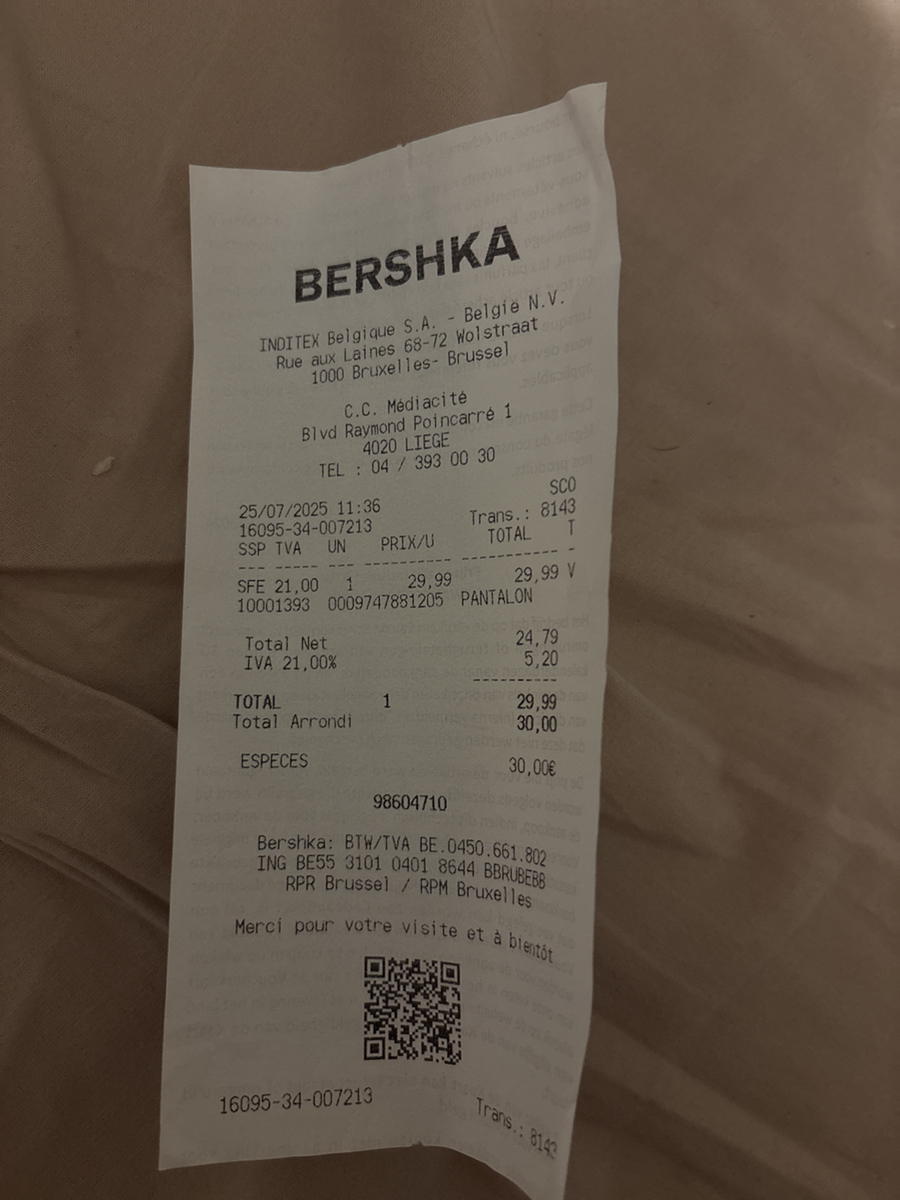 BERSHKA
INDITEX Belgique S.A. - België N.V.
Rue aux Laines 68-72 Wolstraat
1000 Bruxelles- Brussel
C.C. Médiacité
Blvd Raymond Poincarré 1
4020 LIEGE
TEL : 04 / 393 00 30
SCO
25/07/2025 11:36
16095-34-007213 Trans.: 8143
SSP TVA UN PRIX/U TOTAL T
--- ----- --- --------- ---------- -
SFE 21,00 1 29,99 29,99 V
10001393 0009747881205 PANTALON
Total Net 24,79
IVA 21,00% 5,20
----------
TOTAL 1 29,99
Total Arrondi 30,00
ESPECES 30,00€
98604710
Bershka: BTW/TVA BE.0450.661.802
ING BE55 3101 0401 8644 BBRUBEBB
RPR Brussel / RPM Bruxelles
Merci pour votre visite et à bientôt
16095-34-007213 Trans.: 8143